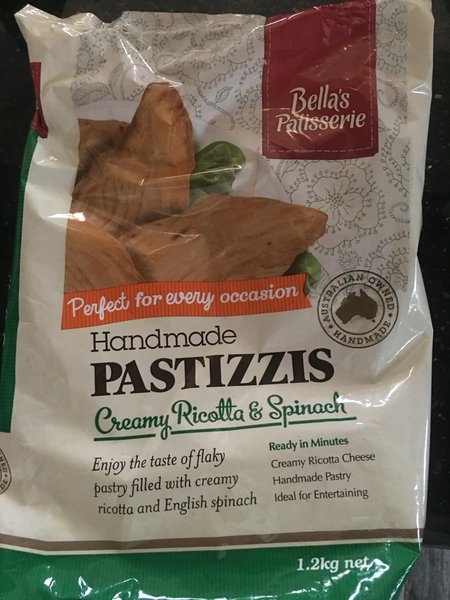 Bella's
Patisserie
Perfect for every occasion
AUSTRALIAN OWNED
HANDMADE
Handmade
PASTIZZIS
Creamy Ricotta & Spinach
Enjoy the taste of flaky
pastry filled with creamy
ricotta and English spinach
Ready in Minutes
Creamy Ricotta Cheese
Handmade Pastry
Ideal for Entertaining
1.2kg net